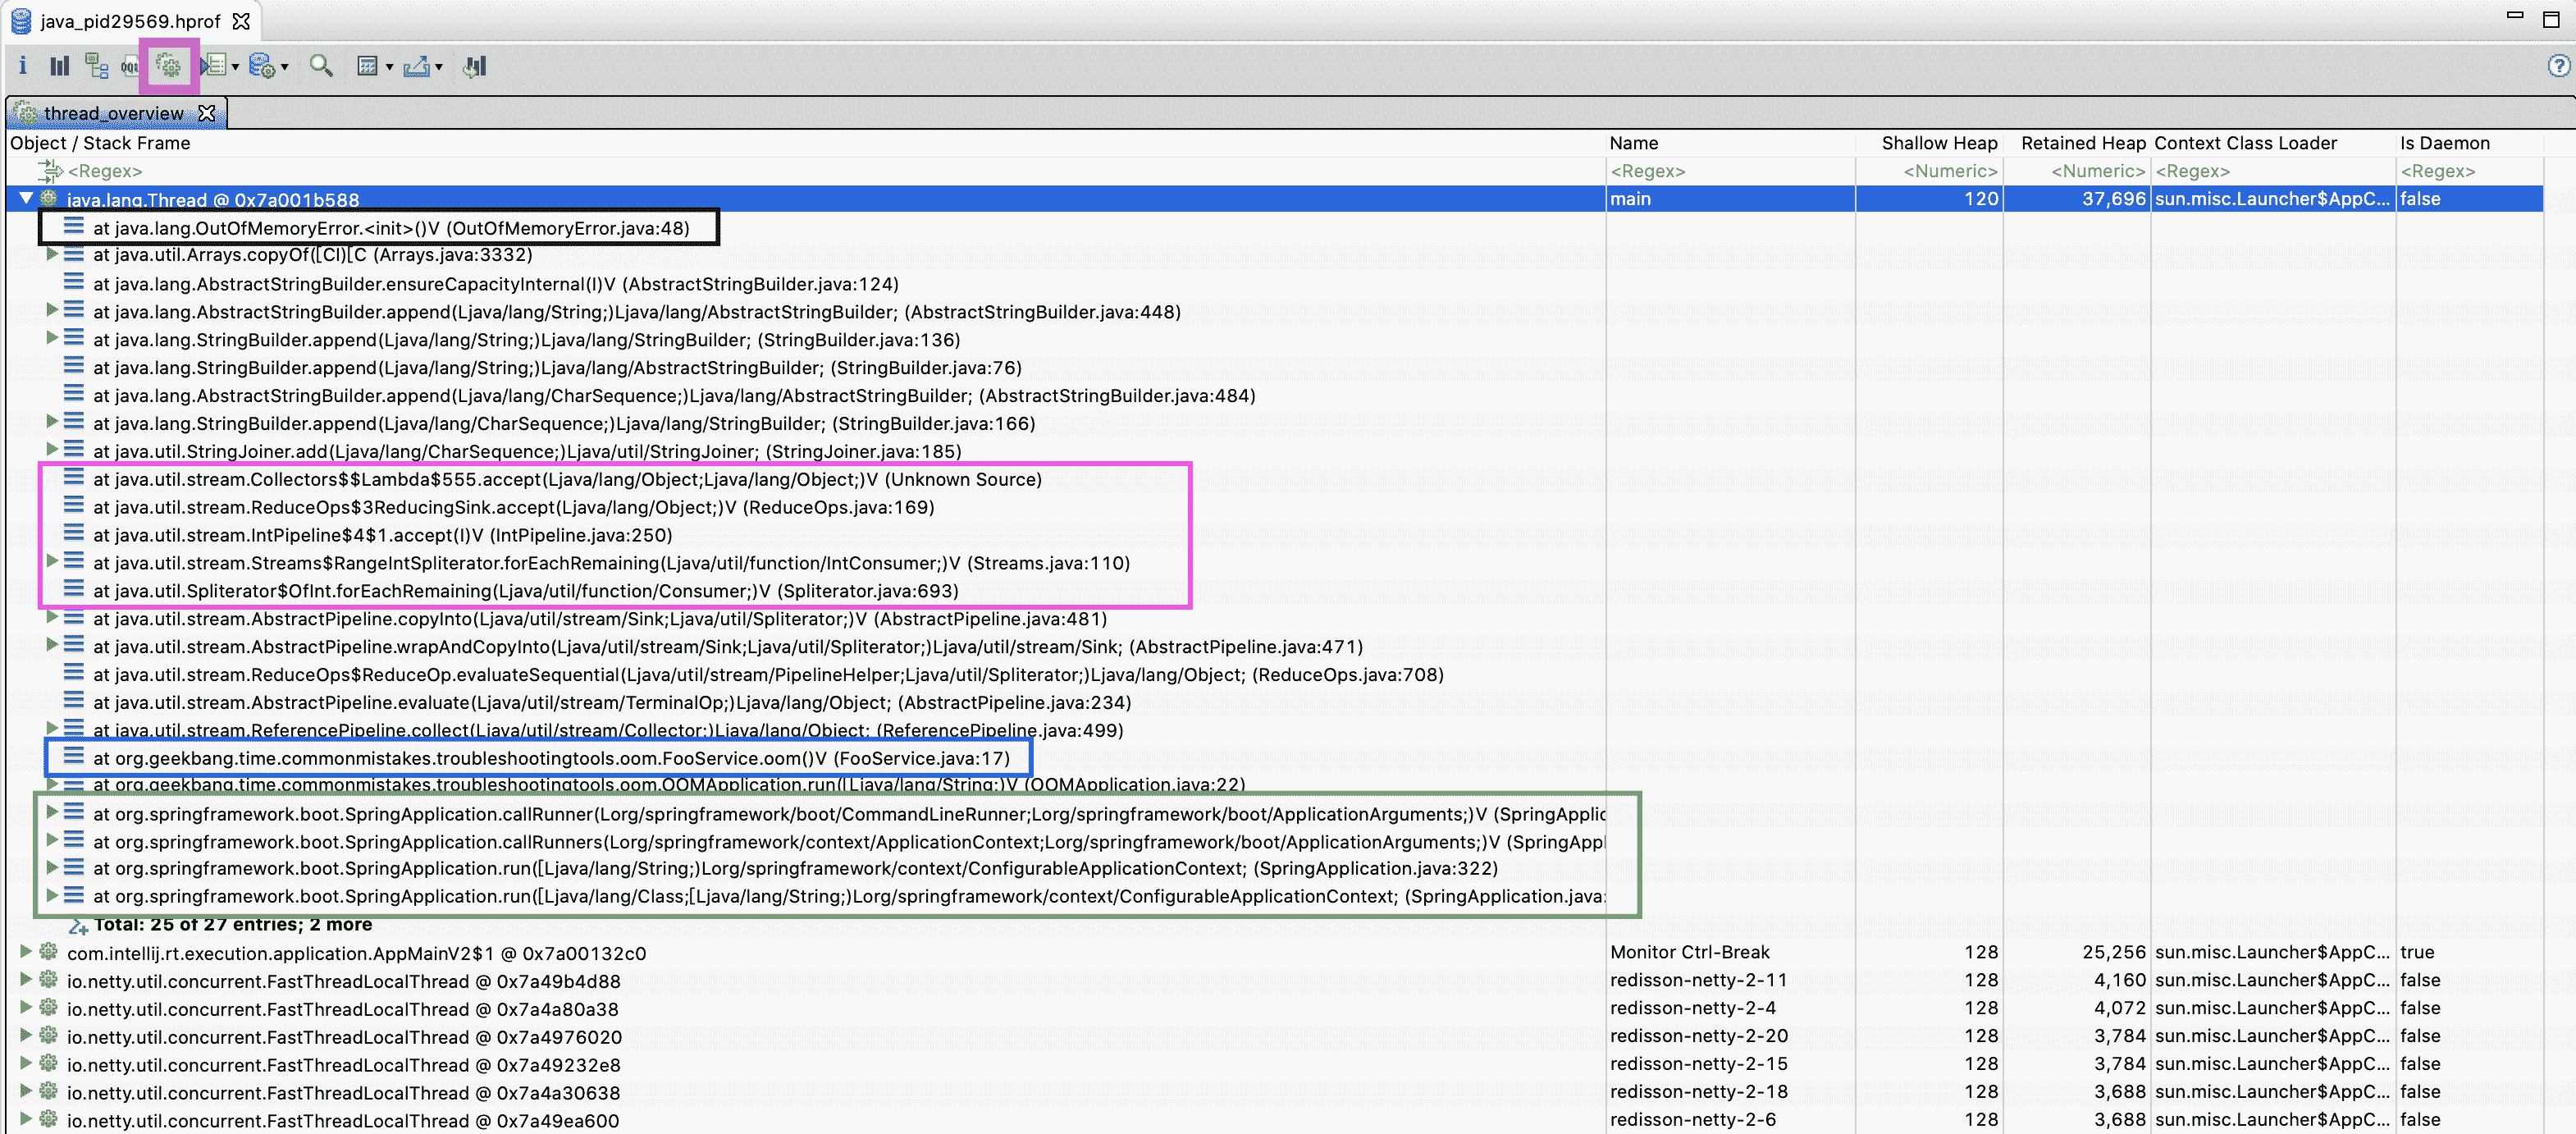 java_pid29569.hprof
i
thread_overview
Object / Stack Frame Name Shallow Heap Retained Heap Context Class Loader Is Daemon
<Regex> <Regex> <Numeric> <Numeric> <Regex> <Regex>
java.lang.Thread @ 0x7a001b588 main 120 37,696 sun.misc.Launcher$AppC... false
at java.lang.OutOfMemoryError.<init>()V (OutOfMemoryError.java:48)
at java.util.Arrays.copyOf([CI)[C (Arrays.java:3332)
at java.lang.AbstractStringBuilder.ensureCapacityInternal(I)V (AbstractStringBuilder.java:124)
at java.lang.AbstractStringBuilder.append(Ljava/lang/String;)Ljava/lang/AbstractStringBuilder; (AbstractStringBuilder.java:448)
at java.lang.StringBuilder.append(Ljava/lang/String;)Ljava/lang/StringBuilder; (StringBuilder.java:136)
at java.lang.StringBuilder.append(Ljava/lang/String;)Ljava/lang/AbstractStringBuilder; (StringBuilder.java:76)
at java.lang.AbstractStringBuilder.append(Ljava/lang/CharSequence;)Ljava/lang/AbstractStringBuilder; (AbstractStringBuilder.java:484)
at java.lang.StringBuilder.append(Ljava/lang/CharSequence;)Ljava/lang/StringBuilder; (StringBuilder.java:166)
at java.util.StringJoiner.add(Ljava/lang/CharSequence;)Ljava/util/StringJoiner; (StringJoiner.java:185)
at java.util.stream.Collectors$$Lambda$555.accept(Ljava/lang/Object;Ljava/lang/Object;)V (Unknown Source)
at java.util.stream.ReduceOps$3ReducingSink.accept(Ljava/lang/Object;)V (ReduceOps.java:169)
at java.util.stream.IntPipeline$4$1.accept(I)V (IntPipeline.java:250)
at java.util.stream.Streams$RangeIntSpliterator.forEachRemaining(Ljava/util/function/IntConsumer;)V (Streams.java:110)
at java.util.Spliterator$OfInt.forEachRemaining(Ljava/util/function/Consumer;)V (Spliterator.java:693)
at java.util.stream.AbstractPipeline.copyInto(Ljava/util/stream/Sink;Ljava/util/Spliterator;)V (AbstractPipeline.java:481)
at java.util.stream.AbstractPipeline.wrapAndCopyInto(Ljava/util/stream/Sink;Ljava/util/Spliterator;)Ljava/util/stream/Sink; (AbstractPipeline.java:471)
at java.util.stream.ReduceOps$ReduceOp.evaluateSequential(Ljava/util/stream/PipelineHelper;Ljava/util/Spliterator;)Ljava/lang/Object; (ReduceOps.java:708)
at java.util.stream.AbstractPipeline.evaluate(Ljava/util/stream/TerminalOp;)Ljava/lang/Object; (AbstractPipeline.java:234)
at java.util.stream.ReferencePipeline.collect(Ljava/util/stream/Collector;)Ljava/lang/Object; (ReferencePipeline.java:499)
at org.geekbang.time.commonmistakes.troubleshootingtools.oom.FooService.oom()V (FooService.java:17)
at org.geekbang.time.commonmistakes.troubleshootingtools.oom.OOMApplication.run([Ljava/lang/String;)V (OOMApplication.java:22)
at org.springframework.boot.SpringApplication.callRunner(Lorg/springframework/boot/CommandLineRunner;Lorg/springframework/boot/ApplicationArguments;)V (SpringApplic
at org.springframework.boot.SpringApplication.callRunners(Lorg/springframework/context/ApplicationContext;Lorg/springframework/boot/ApplicationArguments;)V (SpringAppl
at org.springframework.boot.SpringApplication.run([Ljava/lang/String;)Lorg/springframework/context/ConfigurableApplicationContext; (SpringApplication.java:322)
at org.springframework.boot.SpringApplication.run([Ljava/lang/Class;[Ljava/lang/String;)Lorg/springframework/context/ConfigurableApplicationContext; (SpringApplication.java:
Total: 25 of 27 entries; 2 more
com.intellij.rt.execution.application.AppMainV2$1 @ 0x7a00132c0 Monitor Ctrl-Break 128 25,256 sun.misc.Launcher$AppC... true
io.netty.util.concurrent.FastThreadLocalThread @ 0x7a49b4d88 redisson-netty-2-11 128 4,160 sun.misc.Launcher$AppC... false
io.netty.util.concurrent.FastThreadLocalThread @ 0x7a4a80a38 redisson-netty-2-4 128 4,072 sun.misc.Launcher$AppC... false
io.netty.util.concurrent.FastThreadLocalThread @ 0x7a4976020 redisson-netty-2-20 128 3,784 sun.misc.Launcher$AppC... false
io.netty.util.concurrent.FastThreadLocalThread @ 0x7a49232e8 redisson-netty-2-15 128 3,784 sun.misc.Launcher$AppC... false
io.netty.util.concurrent.FastThreadLocalThread @ 0x7a4a30638 redisson-netty-2-18 128 3,688 sun.misc.Launcher$AppC... false
io.netty.util.concurrent.FastThreadLocalThread @ 0x7a49ea600 redisson-netty-2-6 128 3,688 sun.misc.Launcher$AppC... false